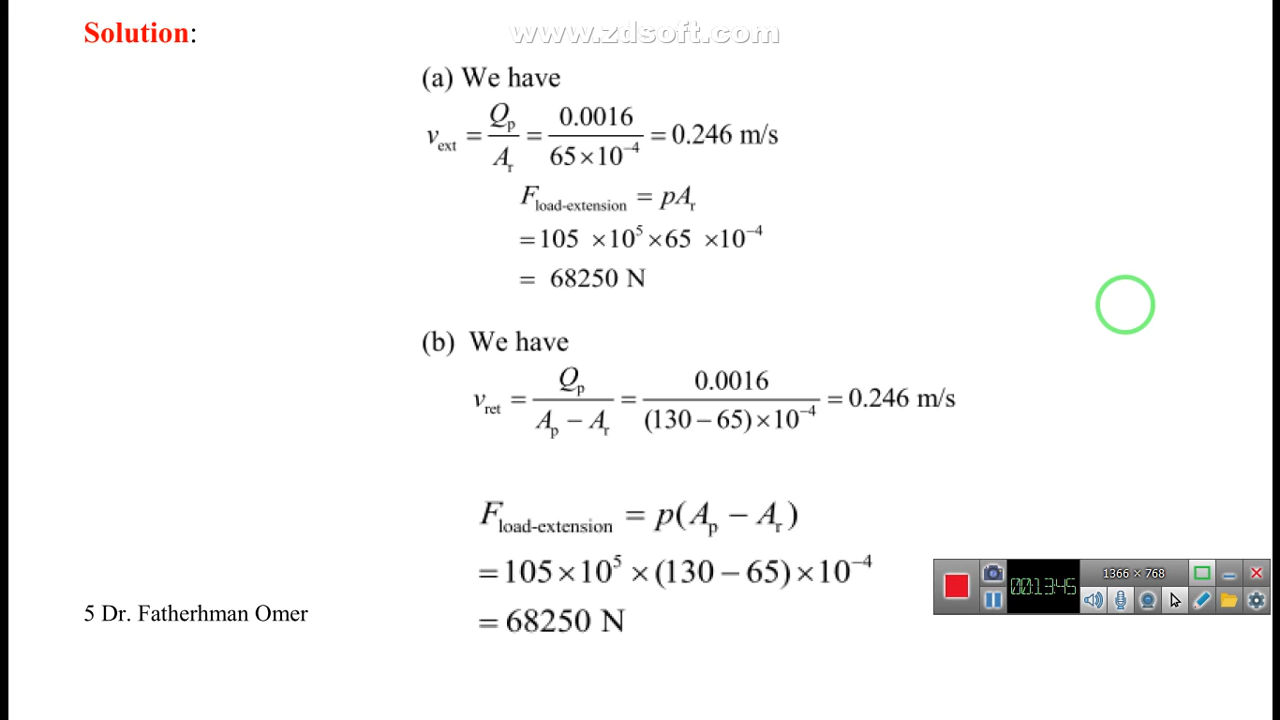 Solution:
www.zdsoft.com
(a) We have
v_ext = Q_p / A_r = 0.0016 / 65×10^−4 = 0.246 m/s
F_load-extension = pA_r
= 105 ×10^5 ×65 ×10^−4
= 68250 N
(b) We have
v_ret = Q_p / A_p − A_r = 0.0016 / (130 − 65)×10^−4 = 0.246 m/s
F_load-extension = p(A_p − A_r)
= 105×10^5 ×(130 − 65)×10^−4
= 68250 N
1366 × 768
00:13:45
5 Dr. Fatherhman Omer